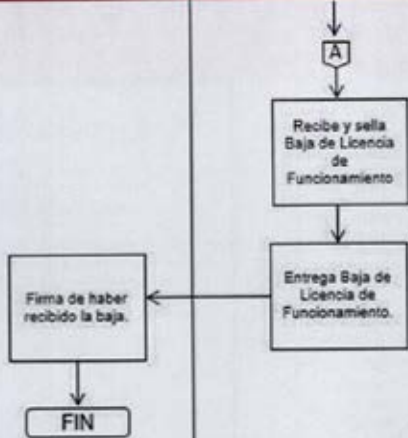 A
Recibe y sella
Baja de Licencia
de
Funcionamiento
Entrega Baja de
Licencia de
Funcionamiento.
Firma de haber
recibido la baja.
FIN